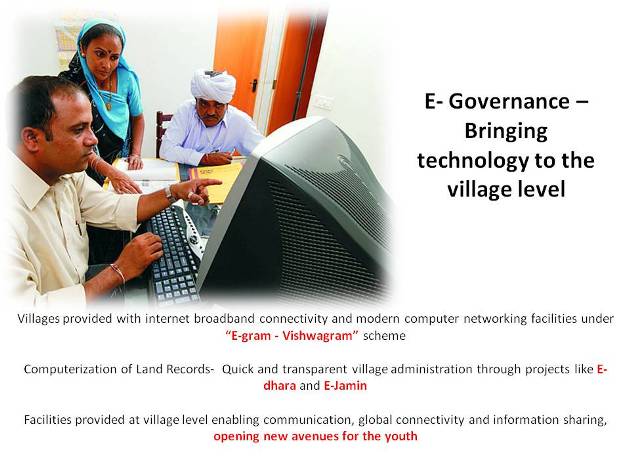 E- Governance –
Bringing
technology to the
village level
Villages provided with internet broadband connectivity and modern computer networking facilities under
“E-gram - Vishwagram” scheme
Computerization of Land Records-  Quick and transparent village administration through projects like E-
dhara and E-Jamin
Facilities provided at village level enabling communication, global connectivity and information sharing,
opening new avenues for the youth